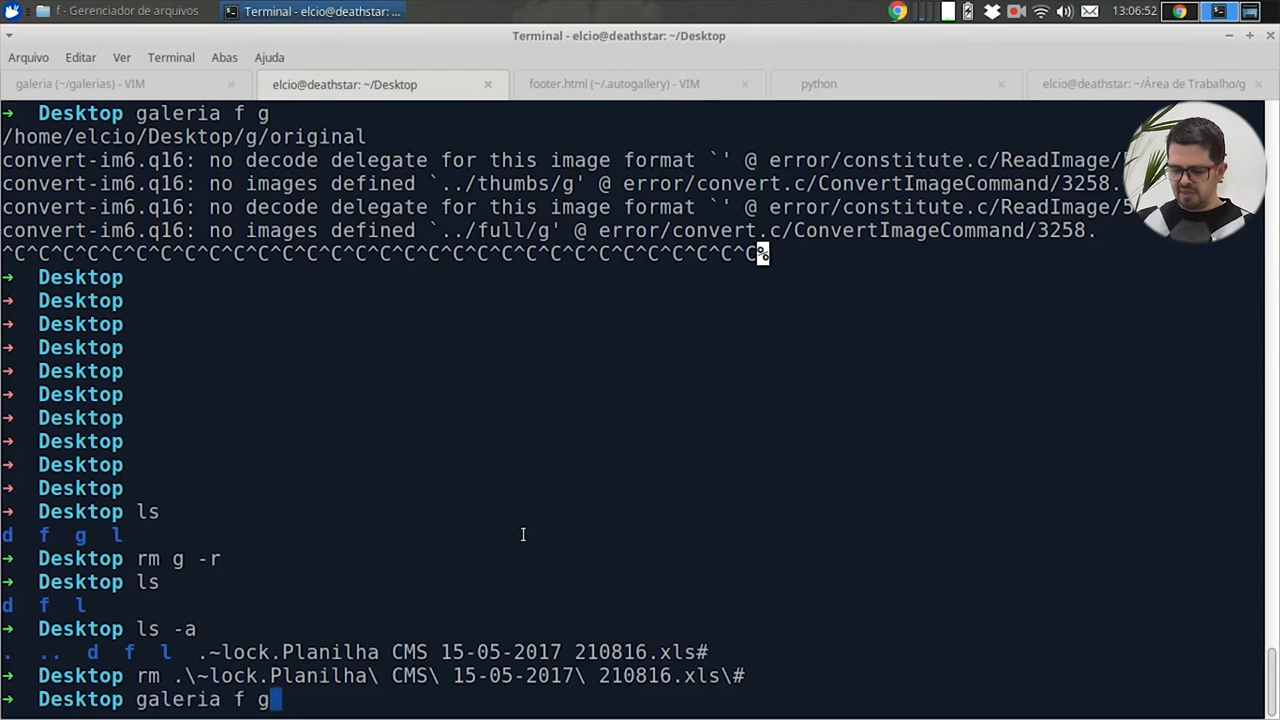 f - Gerenciador de arquivos
Terminal - elcio@deathstar: ...
13:06:52
Terminal - elcio@deathstar: ~/Desktop
Arquivo Editar Ver Terminal Abas Ajuda
galeria (~/galerias) - VIM
elcio@deathstar: ~/Desktop
footer.html (~/.autogallery) - VIM
python
elcio@deathstar: ~/Área de Trabalho/g
➜ Desktop galeria f g
/home/elcio/Desktop/g/original
convert-im6.q16: no decode delegate for this image format `' @ error/constitute.c/ReadImage/
convert-im6.q16: no images defined `../thumbs/g' @ error/convert.c/ConvertImageCommand/3258.
convert-im6.q16: no decode delegate for this image format `' @ error/constitute.c/ReadImage/5
convert-im6.q16: no images defined `../full/g' @ error/convert.c/ConvertImageCommand/3258.
^C^C^C^C^C^C^C^C^C^C^C^C^C^C^C^C^C^C^C^C^C^C^C^C^C^C^C^C^C^C^C%
➜ Desktop
➜ Desktop
➜ Desktop
➜ Desktop
➜ Desktop
➜ Desktop
➜ Desktop
➜ Desktop
➜ Desktop
➜ Desktop
➜ Desktop ls
d f g l
➜ Desktop rm g -r
➜ Desktop ls
d f l
➜ Desktop ls -a
. .. d f l .~lock.Planilha CMS 15-05-2017 210816.xls#
➜ Desktop rm .\~lock.Planilha\ CMS\ 15-05-2017\ 210816.xls\#
➜ Desktop galeria f g